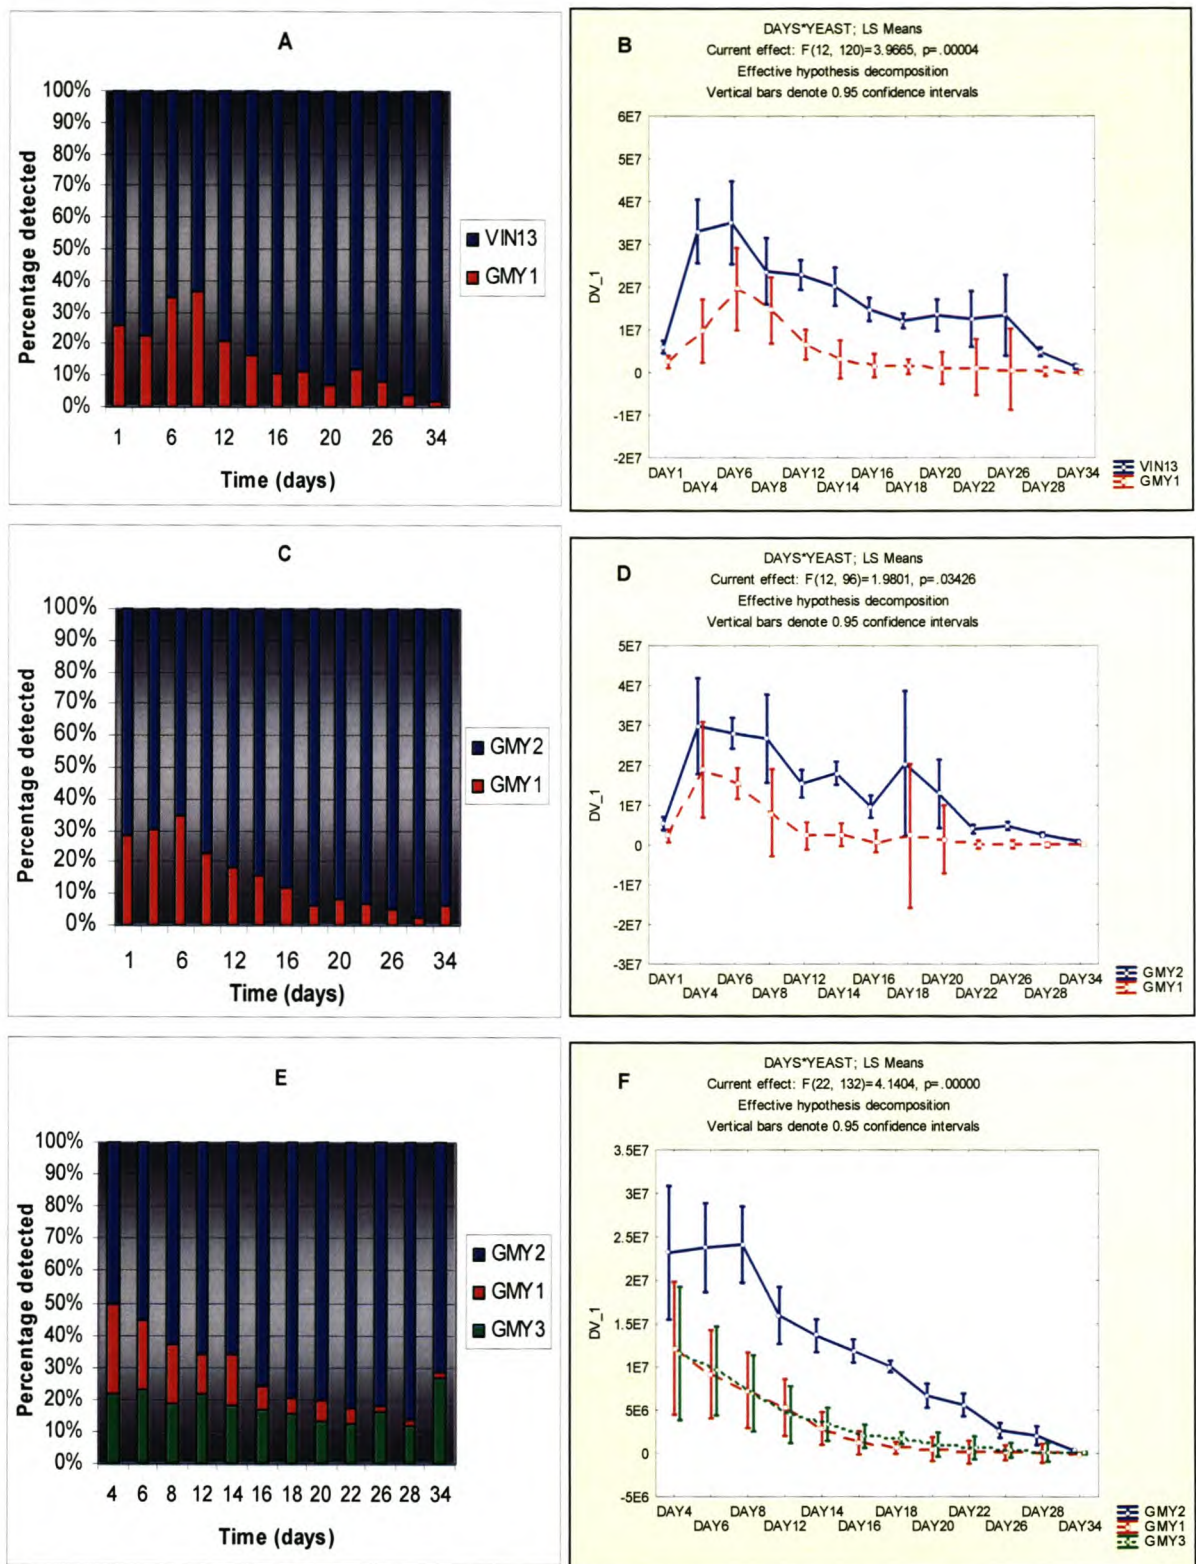 A
100%
90%
80%
70%
60%
50%
40%
30%
20%
10%
0%
Percentage detected
1 6 12 16 20 26 34
Time (days)
VIN13
GMY1
B
DAYS*YEAST; LS Means
Current effect: F(12, 120)=3.9665, p=.00004
Effective hypothesis decomposition
Vertical bars denote 0.95 confidence intervals
6E7
5E7
4E7
3E7
2E7
1E7
0
-1E7
-2E7
DV_1
DAY1 DAY6 DAY12 DAY16 DAY20 DAY26 DAY34
DAY4 DAY8 DAY14 DAY18 DAY22 DAY28
VIN13
GMY1
C
100%
90%
80%
70%
60%
50%
40%
30%
20%
10%
0%
Percentage detected
1 6 12 16 20 26 34
Time (days)
GMY2
GMY1
D
DAYS*YEAST; LS Means
Current effect: F(12, 96)=1.9801, p=.03426
Effective hypothesis decomposition
Vertical bars denote 0.95 confidence intervals
5E7
4E7
3E7
2E7
1E7
0
-1E7
-2E7
-3E7
DV_1
DAY1 DAY6 DAY12 DAY16 DAY20 DAY26 DAY34
DAY4 DAY8 DAY14 DAY18 DAY22 DAY28
GMY2
GMY1
E
100%
90%
80%
70%
60%
50%
40%
30%
20%
10%
0%
Percentage detected
4 6 8 12 14 16 18 20 22 26 28 34
Time (days)
GMY2
GMY1
GMY3
F
DAYS*YEAST; LS Means
Current effect: F(22, 132)=4.1404, p=.00000
Effective hypothesis decomposition
Vertical bars denote 0.95 confidence intervals
3.5E7
3E7
2.5E7
2E7
1.5E7
1E7
5E6
0
-5E6
DV_1
DAY4 DAY8 DAY14 DAY18 DAY22 DAY28
DAY6 DAY12 DAY16 DAY20 DAY26 DAY34
GMY2
GMY1
GMY3